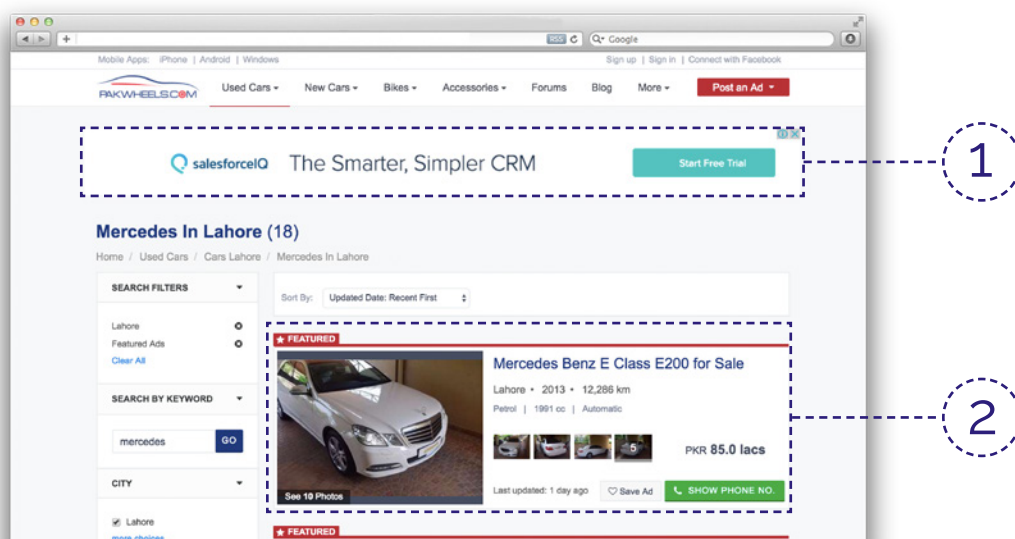 RSS Google
Mobile Apps: iPhone | Android | Windows Sign up | Sign in | Connect with Facebook
PAKWHEELS.COM Used Cars New Cars Bikes Accessories Forums Blog More Post an Ad
salesforceIQ The Smarter, Simpler CRM Start Free Trial
1
Mercedes In Lahore (18)
Home / Used Cars / Cars Lahore / Mercedes In Lahore
SEARCH FILTERS
Sort By: Updated Date: Recent First
Lahore
Featured Ads
Clear All
FEATURED
Mercedes Benz E Class E200 for Sale
Lahore • 2013 • 12,286 km
Petrol | 1991 cc | Automatic
SEARCH BY KEYWORD
mercedes GO
5
PKR 85.0 lacs
2
CITY
See 10 Photos
Last updated: 1 day ago Save Ad SHOW PHONE NO.
Lahore
more choices
FEATURED